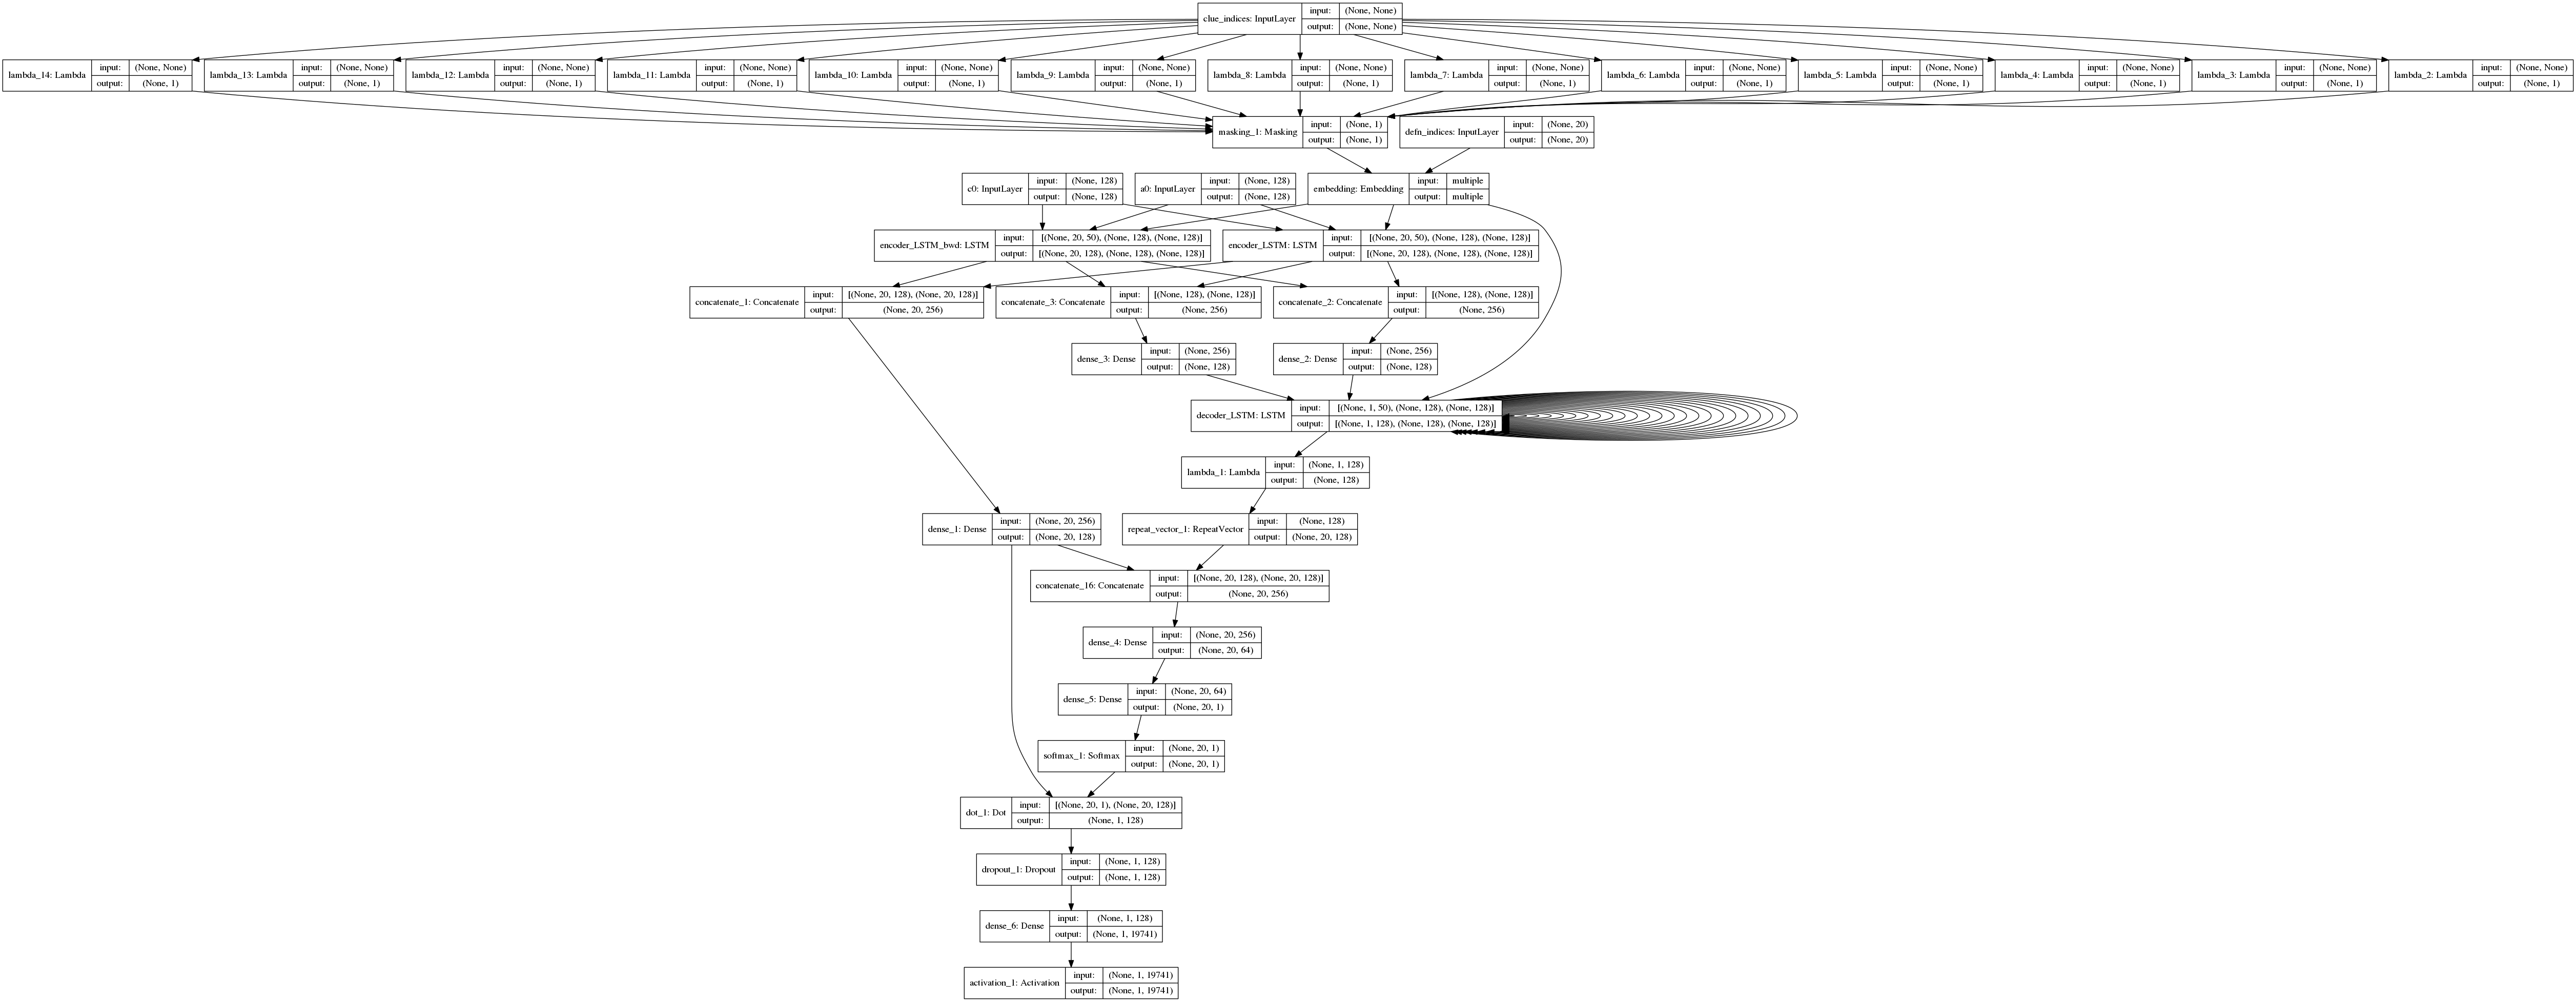 clue_indices: InputLayer input: (None, None)
output: (None, None)
lambda_14: Lambda input: (None, None)
output: (None, 1)
lambda_13: Lambda input: (None, None)
output: (None, 1)
lambda_12: Lambda input: (None, None)
output: (None, 1)
lambda_11: Lambda input: (None, None)
output: (None, 1)
lambda_10: Lambda input: (None, None)
output: (None, 1)
lambda_9: Lambda input: (None, None)
output: (None, 1)
lambda_8: Lambda input: (None, None)
output: (None, 1)
lambda_7: Lambda input: (None, None)
output: (None, 1)
lambda_6: Lambda input: (None, None)
output: (None, 1)
lambda_5: Lambda input: (None, None)
output: (None, 1)
lambda_4: Lambda input: (None, None)
output: (None, 1)
lambda_3: Lambda input: (None, None)
output: (None, 1)
lambda_2: Lambda input: (None, None)
output: (None, 1)
masking_1: Masking input: (None, 1)
output: (None, 1)
defn_indices: InputLayer input: (None, 20)
output: (None, 20)
c0: InputLayer input: (None, 128)
output: (None, 128)
a0: InputLayer input: (None, 128)
output: (None, 128)
embedding: Embedding input: multiple
output: multiple
encoder_LSTM_bwd: LSTM input: [(None, 20, 50), (None, 128), (None, 128)]
output: [(None, 20, 128), (None, 128), (None, 128)]
encoder_LSTM: LSTM input: [(None, 20, 50), (None, 128), (None, 128)]
output: [(None, 20, 128), (None, 128), (None, 128)]
concatenate_1: Concatenate input: [(None, 20, 128), (None, 20, 128)]
output: (None, 20, 256)
concatenate_3: Concatenate input: [(None, 128), (None, 128)]
output: (None, 256)
concatenate_2: Concatenate input: [(None, 128), (None, 128)]
output: (None, 256)
dense_3: Dense input: (None, 256)
output: (None, 128)
dense_2: Dense input: (None, 256)
output: (None, 128)
decoder_LSTM: LSTM input: [(None, 1, 50), (None, 128), (None, 128)]
output: [(None, 1, 128), (None, 128), (None, 128)]
lambda_1: Lambda input: (None, 1, 128)
output: (None, 128)
dense_1: Dense input: (None, 20, 256)
output: (None, 20, 128)
repeat_vector_1: RepeatVector input: (None, 128)
output: (None, 20, 128)
concatenate_16: Concatenate input: [(None, 20, 128), (None, 20, 128)]
output: (None, 20, 256)
dense_4: Dense input: (None, 20, 256)
output: (None, 20, 64)
dense_5: Dense input: (None, 20, 64)
output: (None, 20, 1)
softmax_1: Softmax input: (None, 20, 1)
output: (None, 20, 1)
dot_1: Dot input: [(None, 20, 1), (None, 20, 128)]
output: (None, 1, 128)
dropout_1: Dropout input: (None, 1, 128)
output: (None, 1, 128)
dense_6: Dense input: (None, 1, 128)
output: (None, 1, 19741)
activation_1: Activation input: (None, 1, 19741)
output: (None, 1, 19741)